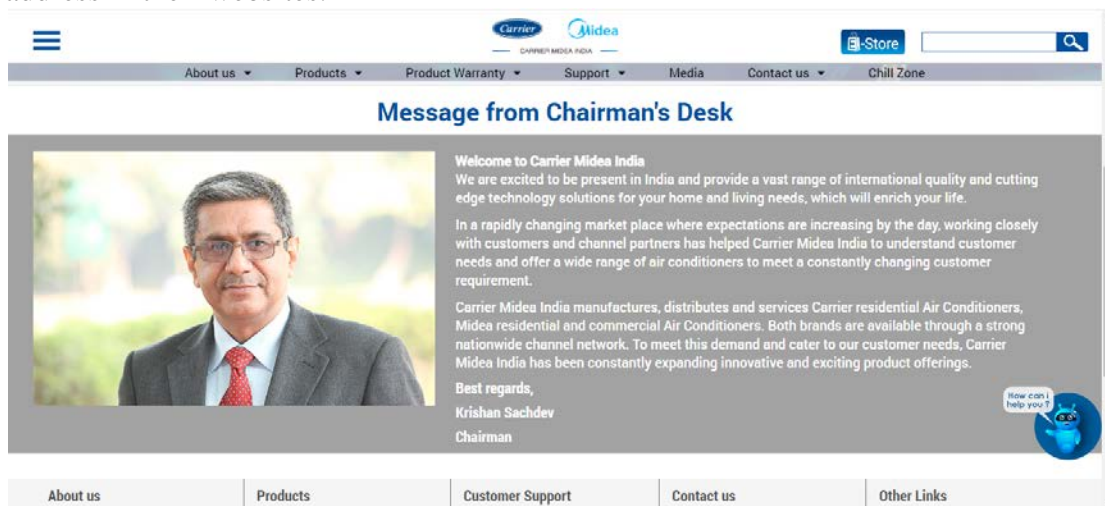 Carrier
Midea
CARRIER MIDEA INDIA
-Store
About us
Products
Product Warranty
Support
Media
Contact us
Chill Zone
Message from Chairman's Desk
Welcome to Carrier Midea India
We are excited to be present in India and provide a vast range of international quality and cutting
edge technology solutions for your home and living needs, which will enrich your life.
In a rapidly changing market place where expectations are increasing by the day, working closely
with customers and channel partners has helped Carrier Midea India to understand customer
needs and offer a wide range of air conditioners to meet a constantly changing customer
requirement.
Carrier Midea India manufactures, distributes and services Carrier residential Air Conditioners,
Midea residential and commercial Air Conditioners. Both brands are available through a strong
nationwide channel network. To meet this demand and cater to our customer needs, Carrier
Midea India has been constantly expanding innovative and exciting product offerings.
Best regards,
Krishan Sachdev
Chairman
How can i
help you ?
About us
Products
Customer Support
Contact us
Other Links